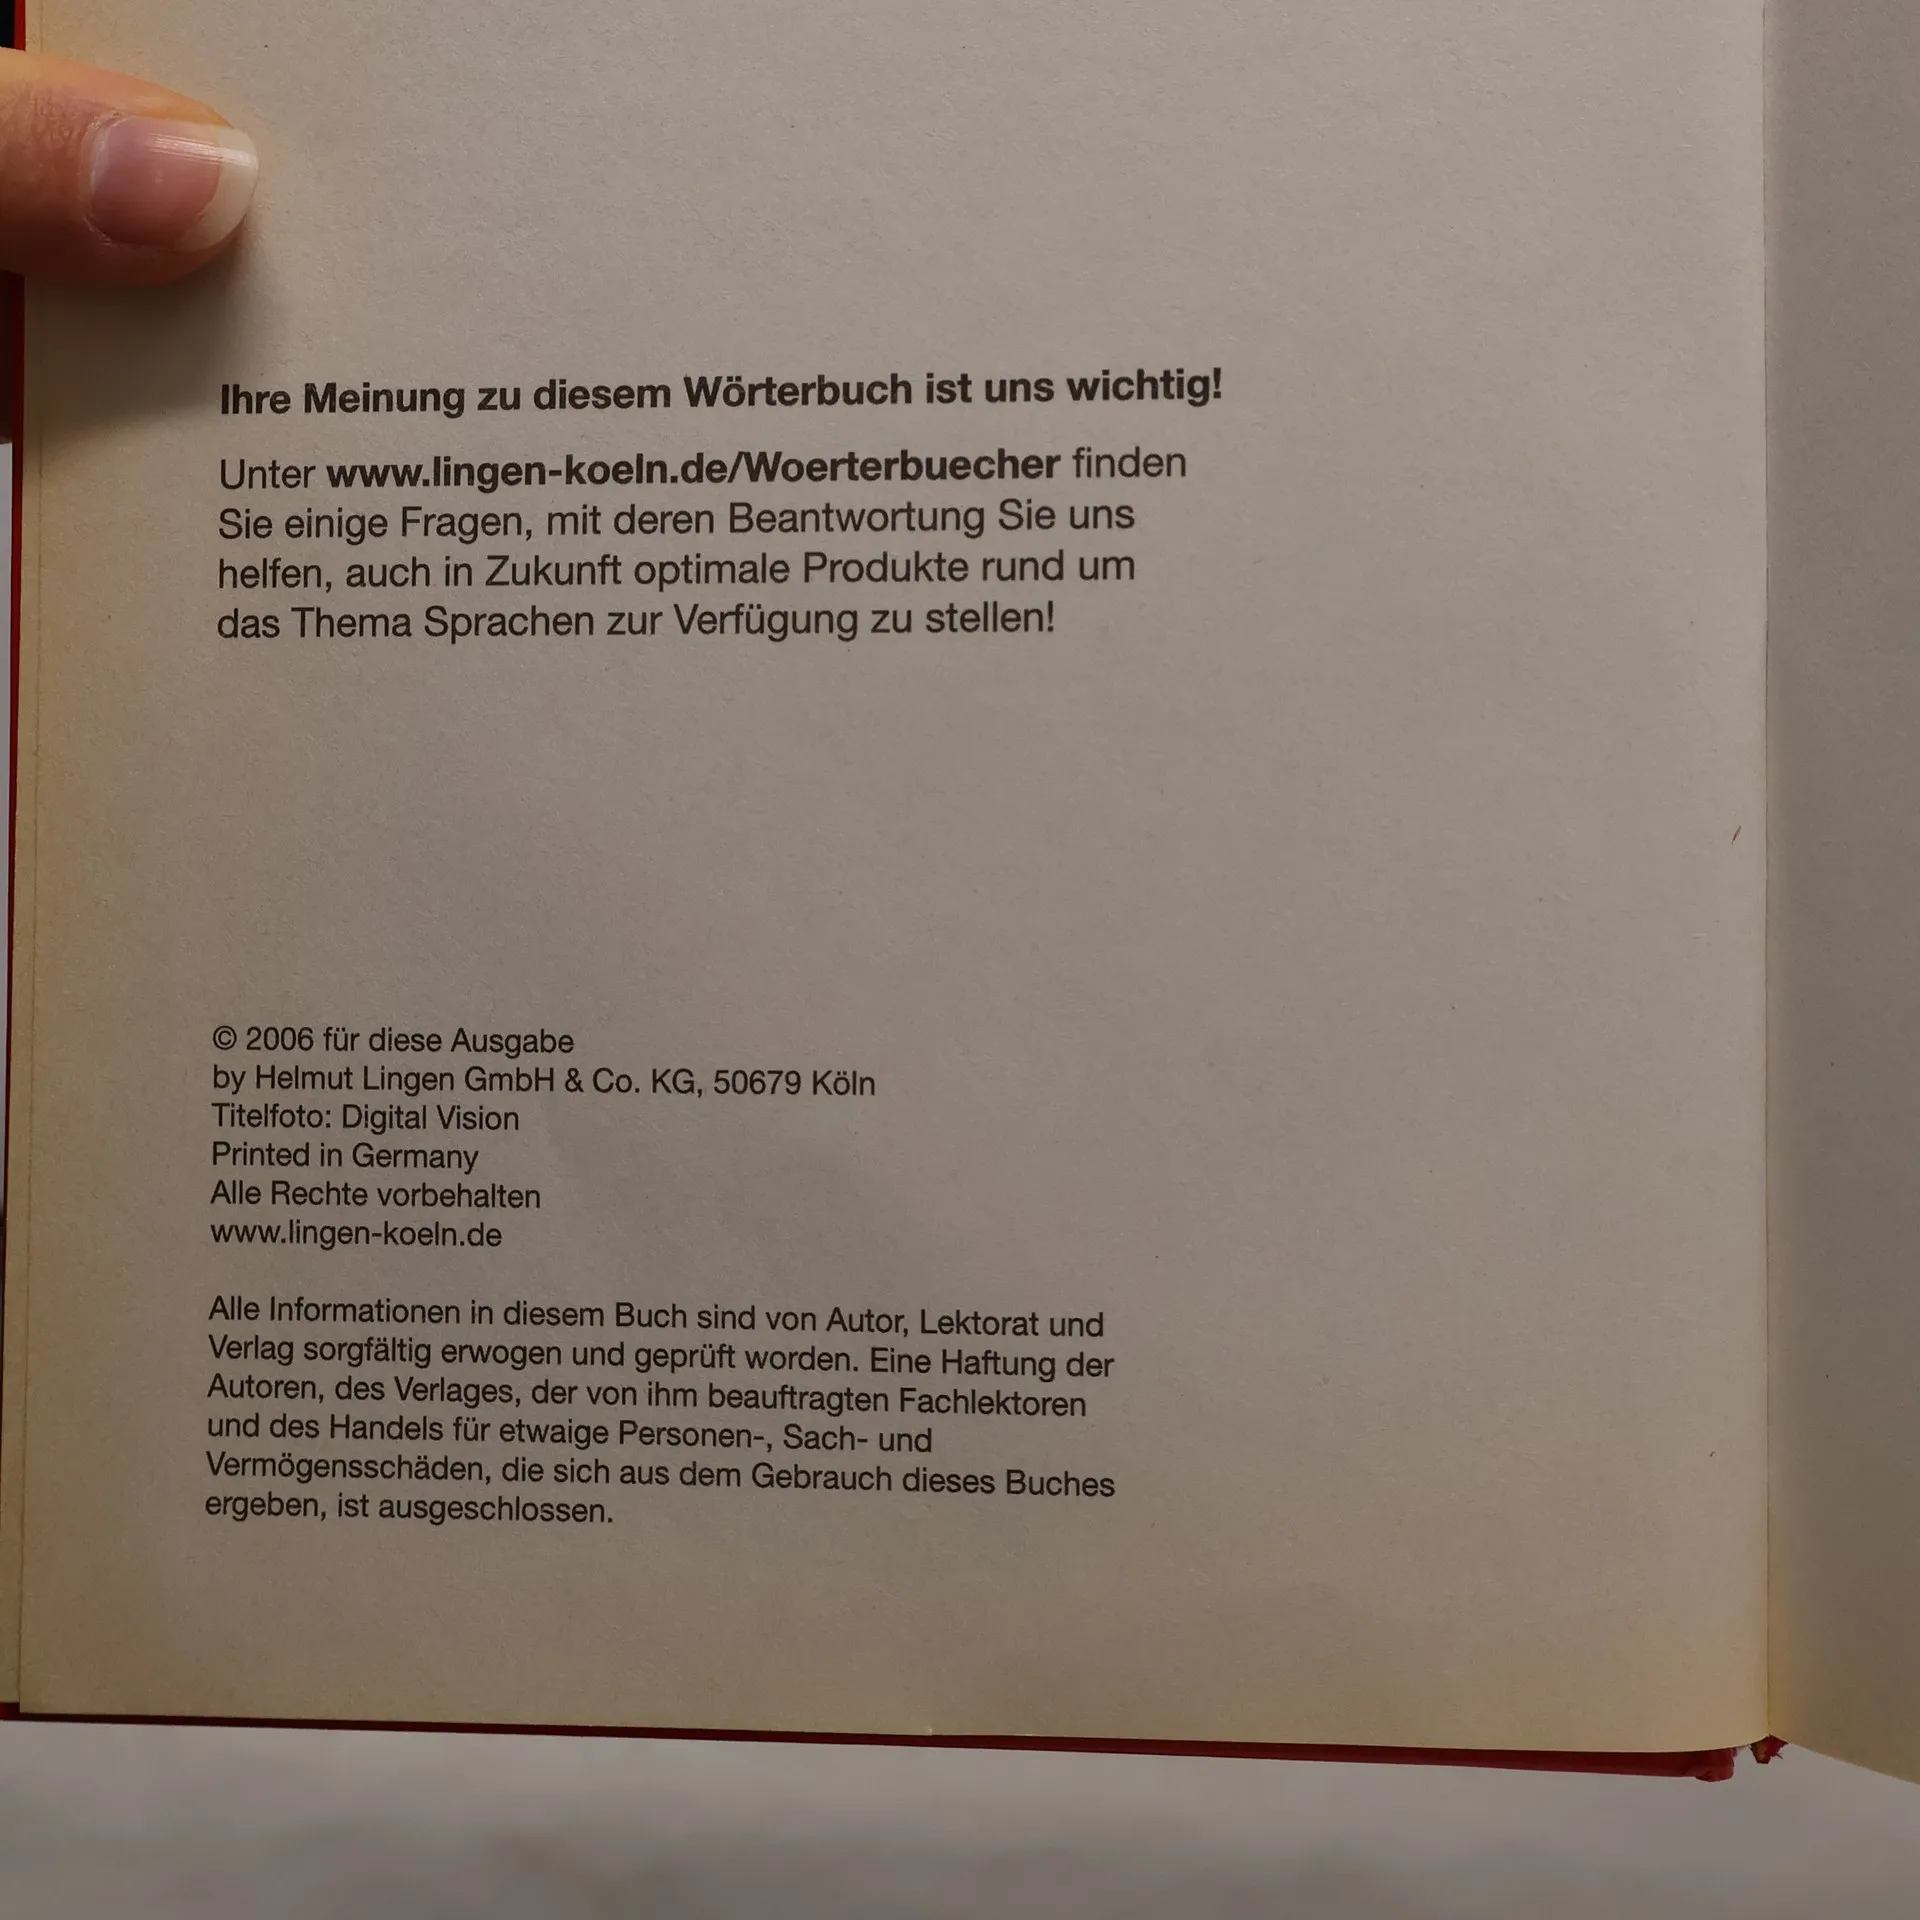 Ihre Meinung zu diesem Wörterbuch ist uns wichtig!
Unter www.lingen-koeln.de/Woerterbuecher finden
Sie einige Fragen, mit deren Beantwortung Sie uns
helfen, auch in Zukunft optimale Produkte rund um
das Thema Sprachen zur Verfügung zu stellen!
© 2006 für diese Ausgabe
by Helmut Lingen GmbH & Co. KG, 50679 Köln
Titelfoto: Digital Vision
Printed in Germany
Alle Rechte vorbehalten
www.lingen-koeln.de
Alle Informationen in diesem Buch sind von Autor, Lektorat und
Verlag sorgfältig erwogen und geprüft worden. Eine Haftung der
Autoren, des Verlages, der von ihm beauftragten Fachlektoren
und des Handels für etwaige Personen-, Sach- und
Vermögensschäden, die sich aus dem Gebrauch dieses Buches
ergeben, ist ausgeschlossen.